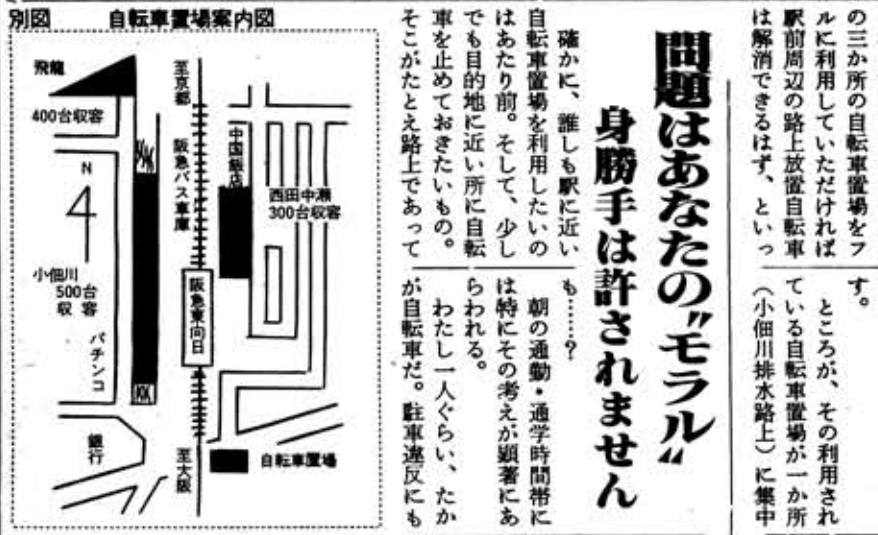 の三か所の自転車置場をフ
ルに利用していただければ
駅前周辺の路上放置自転車
は解消できるはず、といっ
す。
ところが、その利用され
ている自転車置場が一か所
（小佃川排水路上）に集中
問題はあなたの〝モラル〟
身勝手は許されません
確かに、誰しも駅に近い
自転車置場を利用したいの
はあたり前。そして、少し
でも目的地に近い所に自転
車を止めておきたいもの。
そこがたとえ路上であって
も……？
朝の通勤・通学時間帯に
は特にその考えが顕著にあ
らわれる。
わたし一人ぐらい、たか
が自転車だ。駐車違反にも
別図　自転車置場案内図
飛龍
400台収容
至京都
阪急バス車庫
中国飯店
西田中瀬
300台収容
N
小佃川
500台
収容
パチンコ
阪急東向日
銀行
至大阪
自転車置場